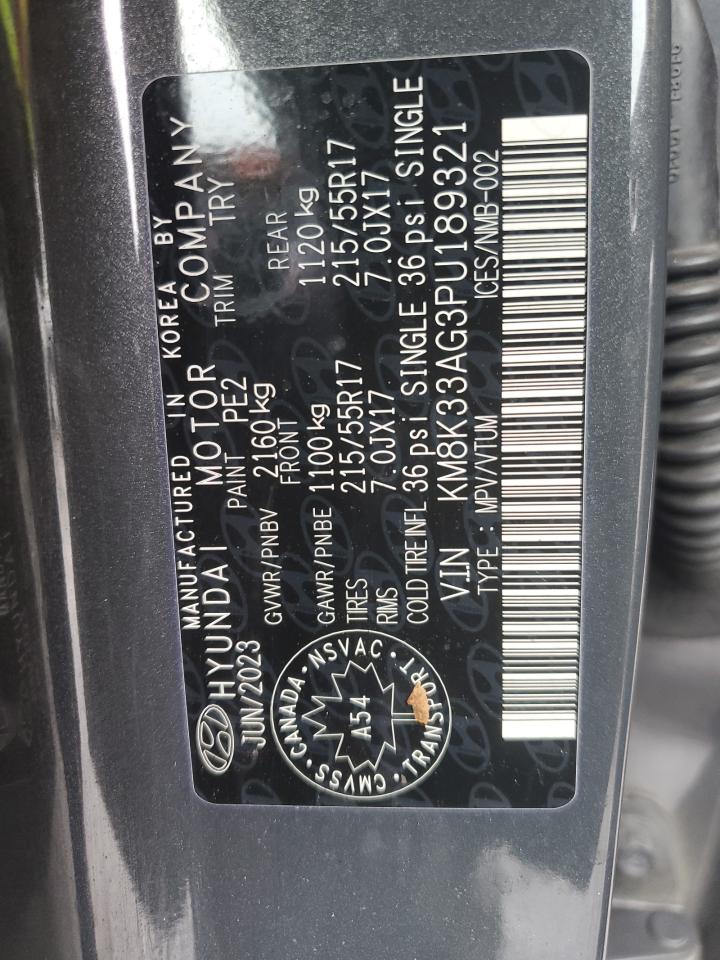 MANUFACTURED IN KOREA BY
HYUNDAI MOTOR COMPANY
JUN/2023 PAINT PE2 TRIM TRY
GVWR/PNBV 2160 kg
FRONT REAR
GAWR/PNBE 1100 kg 1120 kg
TIRES 215/55R17 215/55R17
RIMS 7.0JX17 7.0JX17
COLD TIRE INFL 36 psi SINGLE 36 psi SINGLE
VIN KM8K33AG3PU189321
TYPE : MPV/VTUM ICES/NMB-002
CANADA · NSVAC · TRANSPORT · CMVSS
A54